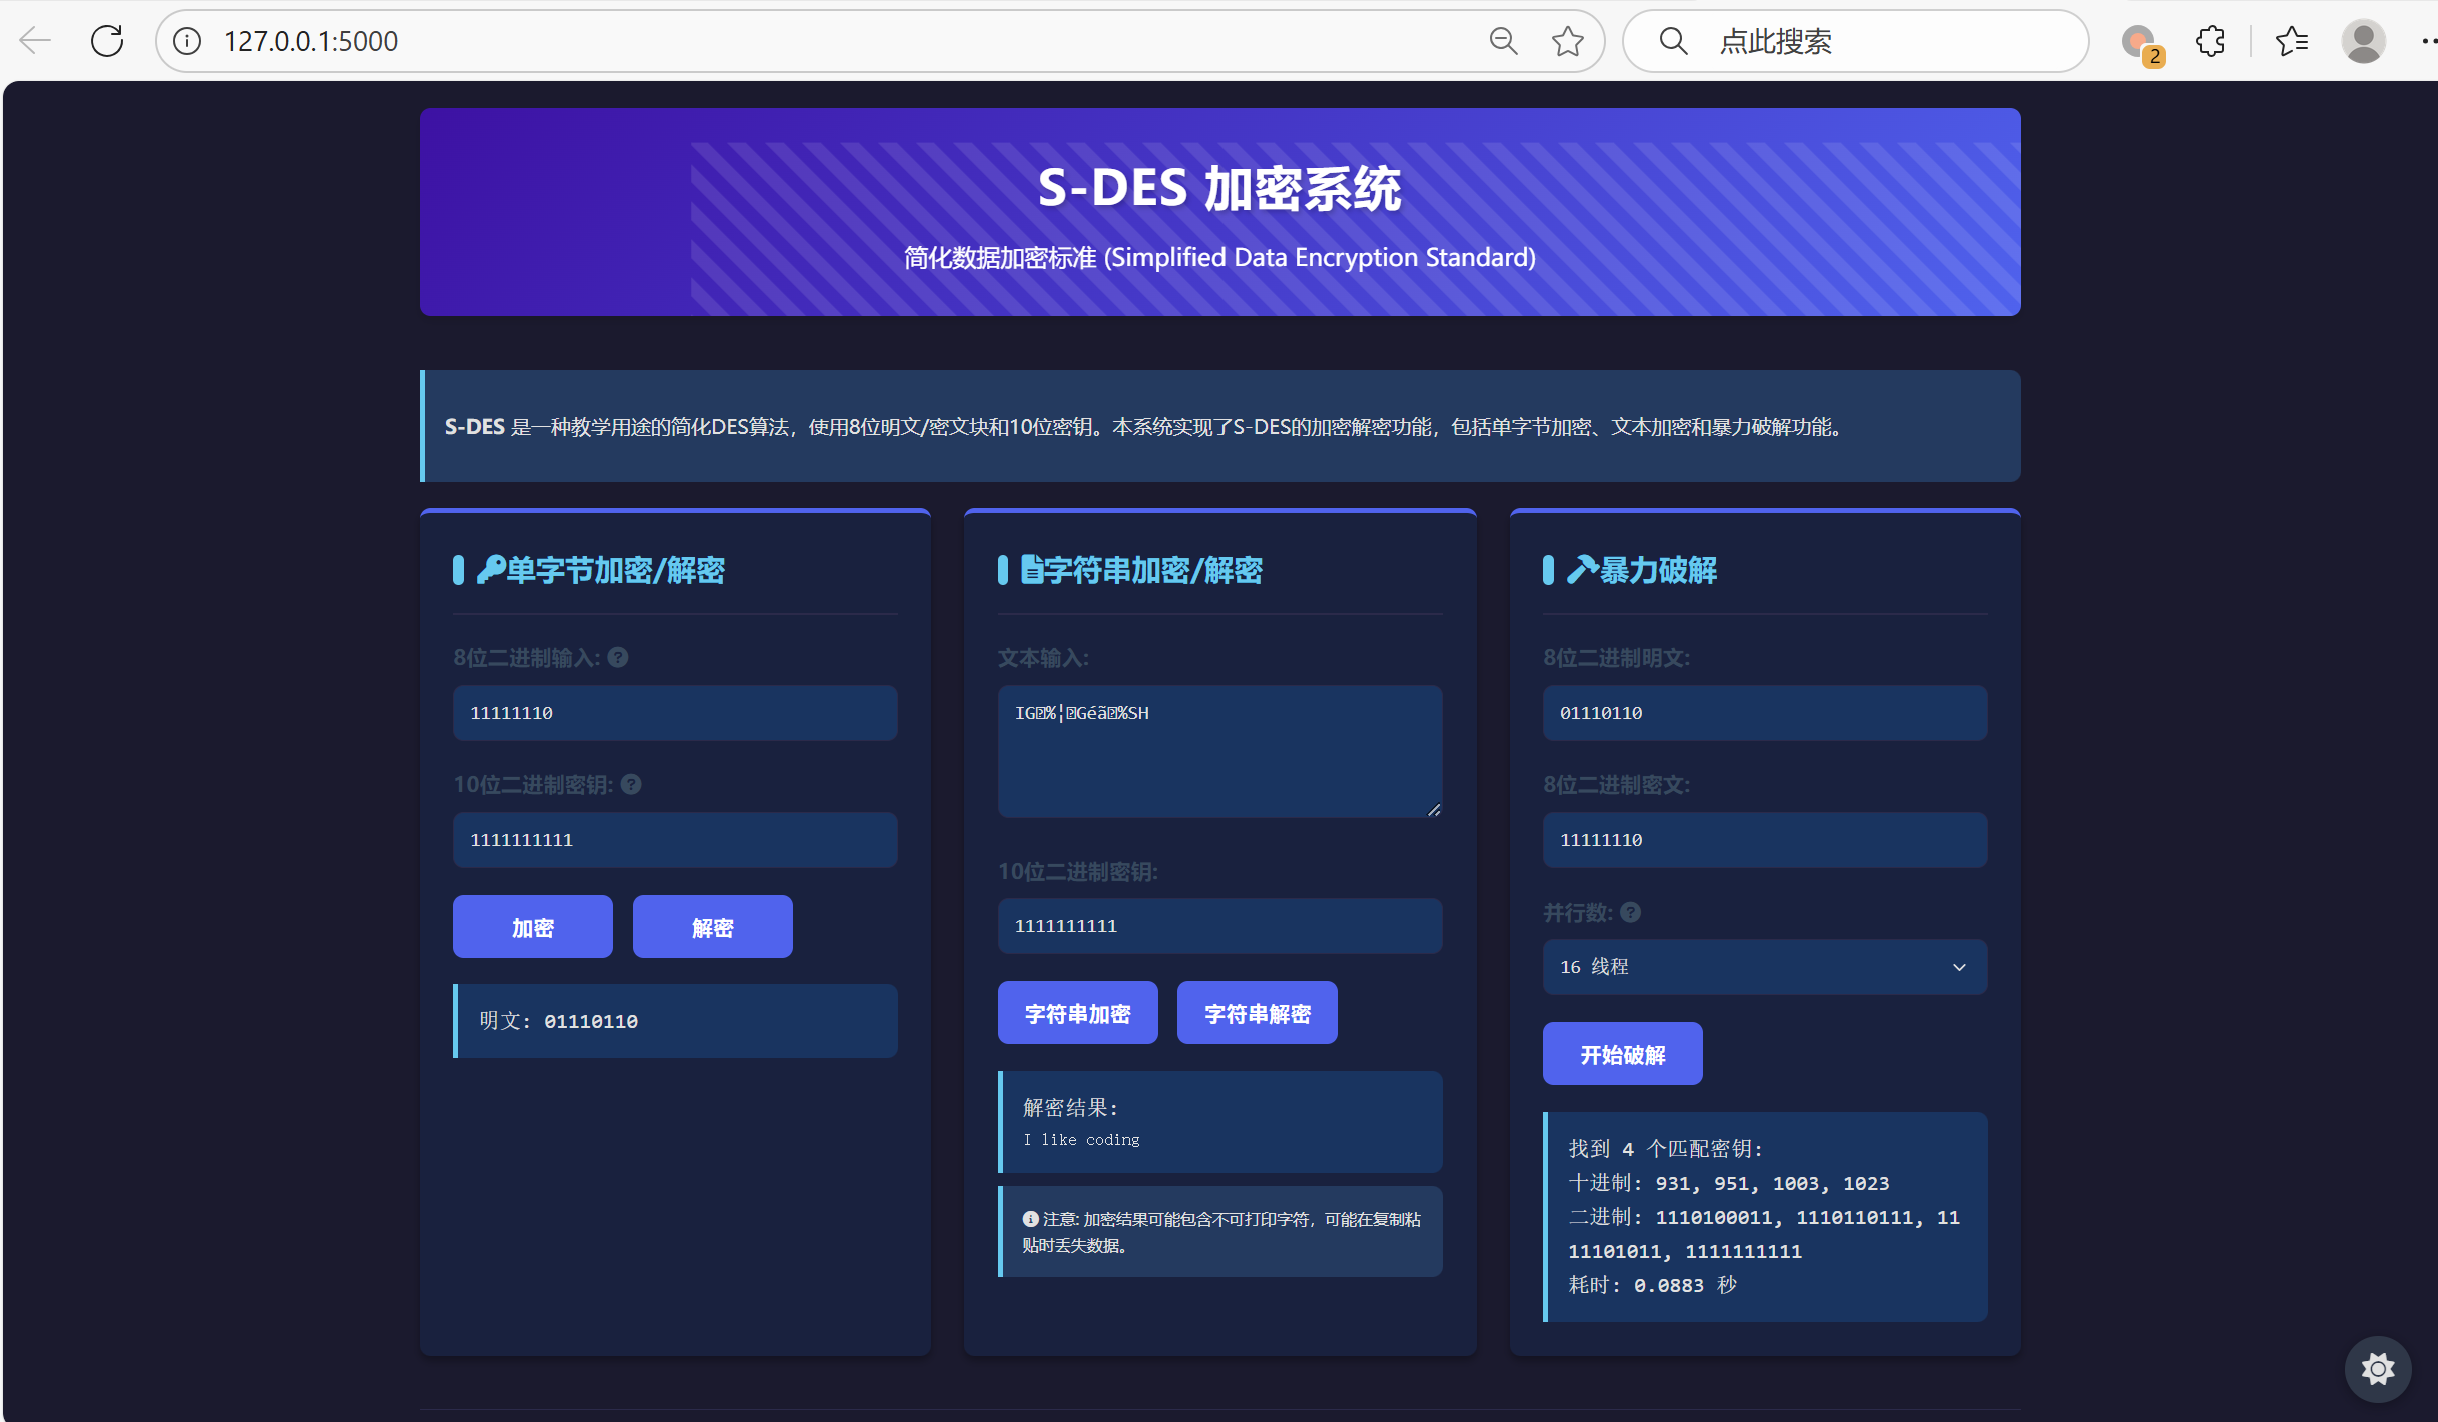 127.0.0.1:5000
点此搜索
2
S-DES 加密系统
简化数据加密标准 (Simplified Data Encryption Standard)
S-DES 是一种教学用途的简化DES算法，使用8位明文/密文块和10位密钥。本系统实现了S-DES的加密解密功能，包括单字节加密、文本加密和暴力破解功能。
单字节加密/解密
8位二进制输入:
11111110
10位二进制密钥:
1111111111
加密
解密
明文: 01110110
字符串加密/解密
文本输入:
IG%¦Géã%SH
10位二进制密钥:
1111111111
字符串加密
字符串解密
解密结果:
I like coding
注意: 加密结果可能包含不可打印字符，可能在复制粘
贴时丢失数据。
暴力破解
8位二进制明文:
01110110
8位二进制密文:
11111110
并行数:
16 线程
开始破解
找到 4 个匹配密钥:
十进制: 931, 951, 1003, 1023
二进制: 1110100011, 1110110111, 11
11101011, 1111111111
耗时: 0.0883 秒